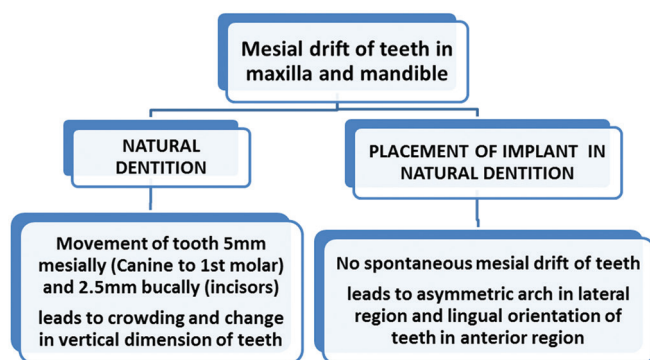 Mesial drift of teeth in
maxilla and mandible
NATURAL
DENTITION
PLACEMENT OF IMPLANT IN
NATURAL DENTITION
Movement of tooth 5mm
mesially (Canine to 1st molar)
and 2.5mm bucally (incisors)
leads to crowding and change
in vertical dimension of teeth
No spontaneous mesial drift of teeth
leads to asymmetric arch in lateral
region and lingual orientation of
teeth in anterior region